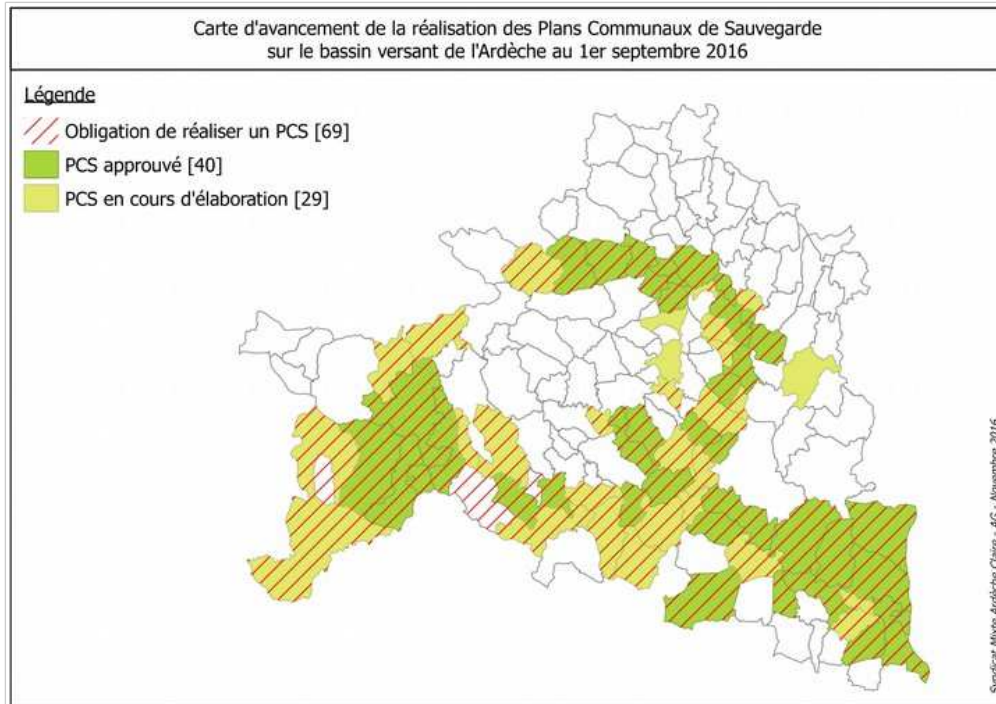 Carte d'avancement de la réalisation des Plans Communaux de Sauvegarde
sur le bassin versant de l'Ardèche au 1er septembre 2016
Légende
Obligation de réaliser un PCS [69]
PCS approuvé [40]
PCS en cours d'élaboration [29]
Syndicat Mixte Ardèche Claire - AG - Novembre 2016